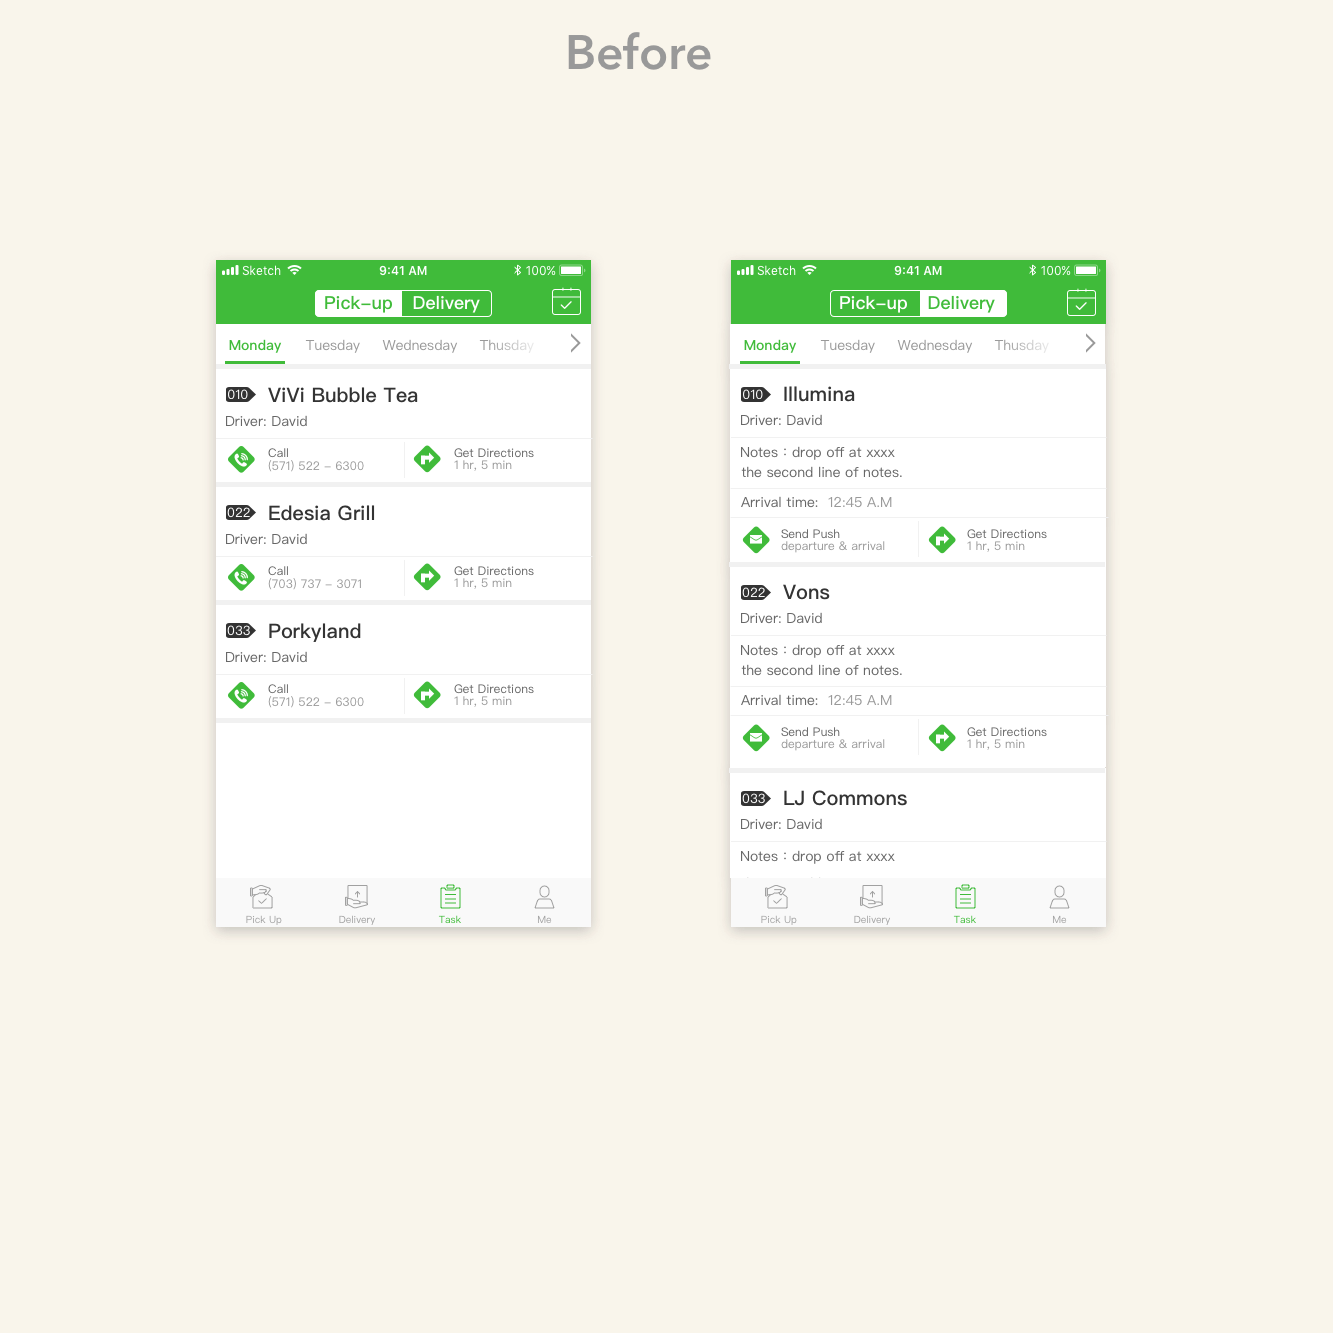 Before
Sketch 9:41 AM 100%
Pick-up Delivery
Monday Tuesday Wednesday Thusday
010 ViVi Bubble Tea
Driver: David
Call Get Directions
(571) 522 - 6300 1 hr, 5 min
022 Edesia Grill
Driver: David
Call Get Directions
(703) 737 - 3071 1 hr, 5 min
033 Porkyland
Driver: David
Call Get Directions
(571) 522 - 6300 1 hr, 5 min
Pick Up Delivery Task Me
Sketch 9:41 AM 100%
Pick-up Delivery
Monday Tuesday Wednesday Thusday
010 Illumina
Driver: David
Notes : drop off at xxxx
the second line of notes.
Arrival time: 12:45 A.M
Send Push Get Directions
departure & arrival 1 hr, 5 min
022 Vons
Driver: David
Notes : drop off at xxxx
the second line of notes.
Arrival time: 12:45 A.M
Send Push Get Directions
departure & arrival 1 hr, 5 min
033 LJ Commons
Driver: David
Notes : drop off at xxxx
Pick Up Delivery Task Me